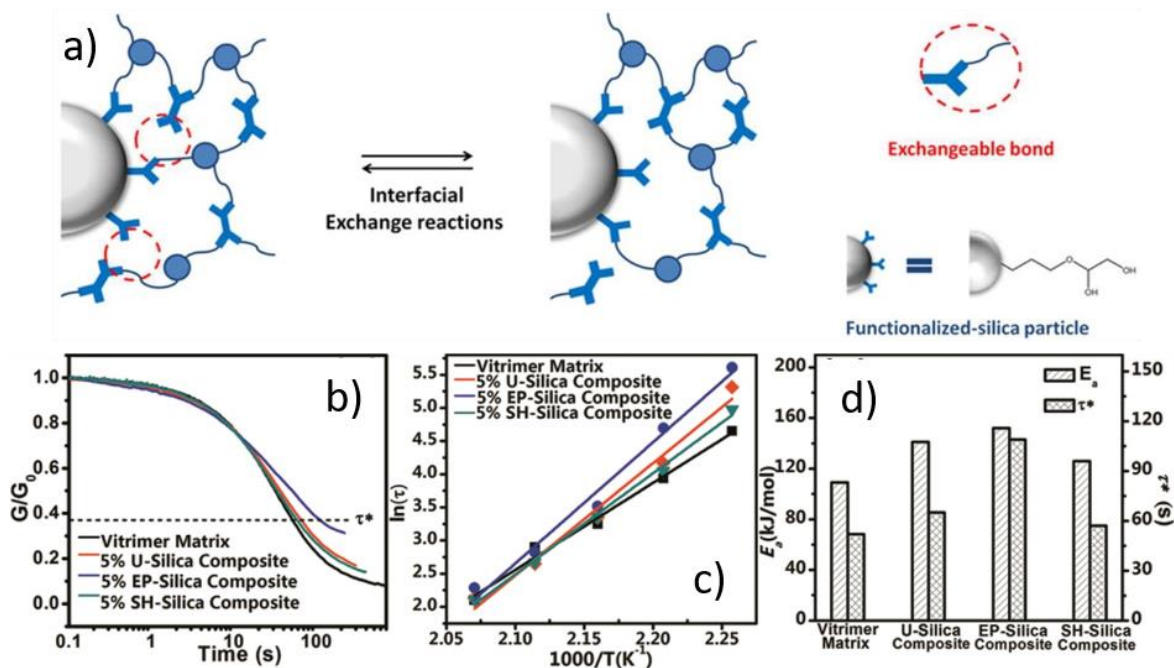 a)
Interfacial
Exchange reactions
Exchangeable bond
O
OH
OH
Functionalized-silica particle
b)
G/G0
1.0
0.8
0.6
0.4
0.2
0.0
τ*
Vitrimer Matrix
5% U-Silica Composite
5% EP-Silica Composite
5% SH-Silica Composite
0.1
1
10
100
Time (s)
c)
ln(τ)
5.5
5.0
4.5
4.0
3.5
3.0
2.5
2.0
Vitrimer Matrix
5% U-Silica Composite
5% EP-Silica Composite
5% SH-Silica Composite
2.05
2.10
2.15
2.20
2.25
1000/T(K⁻¹)
d)
Ea (kJ/mol)
200
160
120
80
40
0
Ea
τ*
150
120
90
60
30
0
τ* (s)
Vitrimer
Matrix
U-Silica
Composite
EP-Silica
Composite
SH-Silica
Composite